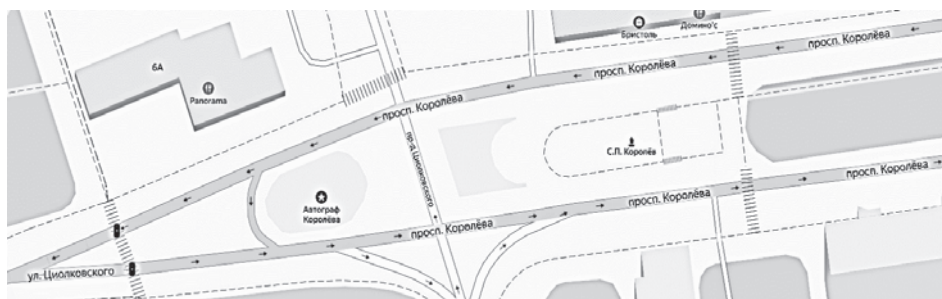 Домино'с
Бристоль
просп. Королёва
просп. Королёва
6А
Panorama
просп. Королёва
пр-д Циолковского
С.П. Королёв
Автограф
Королёва
просп. Королёва
просп. Королёва
просп. Королёва
ул. Циолковского